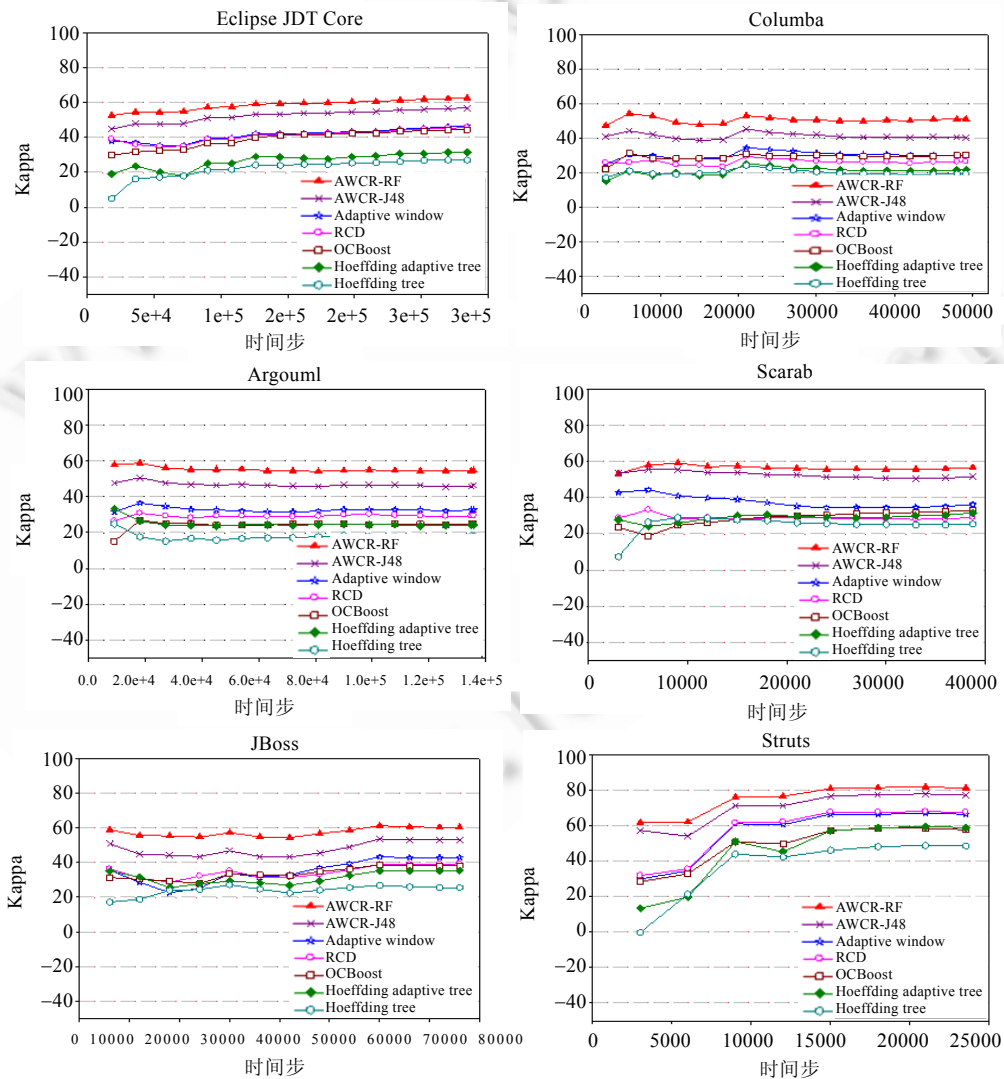 Eclipse JDT Core
100
80
60
40
20
0
−20
−40
Kappa
AWCR-RF
AWCR-J48
Adaptive window
RCD
OCBoost
Hoeffding adaptive tree
Hoeffding tree
0 5e+4 1e+5 2e+5 2e+5 3e+5 3e+5
时间步
Columba
100
80
60
40
20
0
−20
−40
Kappa
AWCR-RF
AWCR-J48
Adaptive window
RCD
OCBoost
Hoeffding adaptive tree
Hoeffding tree
0 10000 20000 30000 40000 50000
时间步
Argouml
100
80
60
40
20
0
−20
−40
Kappa
AWCR-RF
AWCR-J48
Adaptive window
RCD
OCBoost
Hoeffding adaptive tree
Hoeffding tree
0.0 2.0e+4 4.0e+4 6.0e+4 8.0e+4 1.0e+5 1.2e+5 1.4e+5
时间步
Scarab
100
80
60
40
20
0
−20
−40
Kappa
AWCR-RF
AWCR-J48
Adaptive window
RCD
OCBoost
Hoeffding adaptive tree
Hoeffding tree
0 10000 20000 30000 40000
时间步
JBoss
100
80
60
40
20
0
−20
−40
Kappa
AWCR-RF
AWCR-J48
Adaptive window
RCD
OCBoost
Hoeffding adaptive tree
Hoeffding tree
0 10000 20000 30000 40000 50000 60000 70000 80000
时间步
Struts
100
80
60
40
20
0
−20
−40
Kappa
AWCR-RF
AWCR-J48
Adaptive window
RCD
OCBoost
Hoeffding adaptive tree
Hoeffding tree
0 5000 10000 15000 20000 25000
时间步